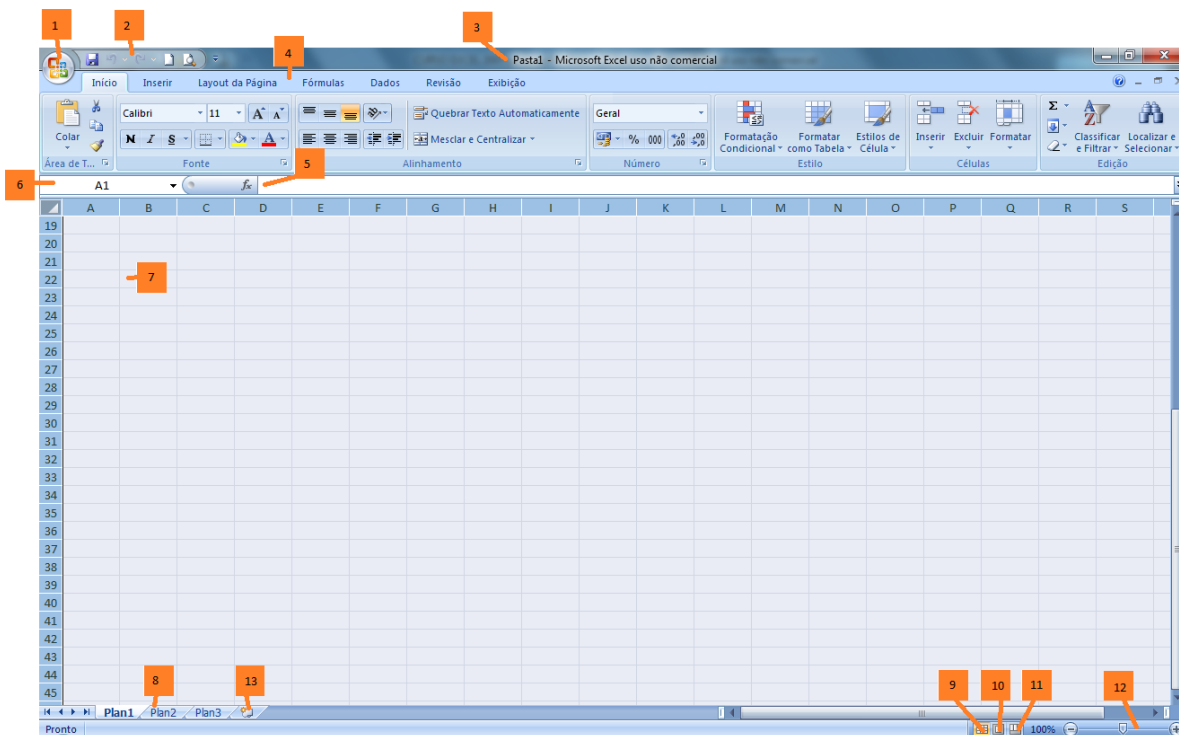 1 2 3
4
Pasta1 - Microsoft Excel uso não comercial
Início Inserir Layout da Página Fórmulas Dados Revisão Exibição
Calibri 11 A A Quebrar Texto Automaticamente Geral Σ
Colar N I S A Mesclar e Centralizar % 000 ,0 ,00 ,00 ,0
Formatação Condicional Formatar como Tabela Estilos de Célula Inserir Excluir Formatar Classificar e Filtrar Localizar e Selecionar
Área de T... Fonte 5 Alinhamento Número Estilo Células Edição
6 A1 fx
A B C D E F G H I J K L M N O P Q R S
19
20
21
22 7
23
24
25
26
27
28
29
30
31
32
33
34
35
36
37
38
39
40
41
42
43
44 8 13 9 10 11 12
45
Plan1 Plan2 Plan3
Pronto 100%